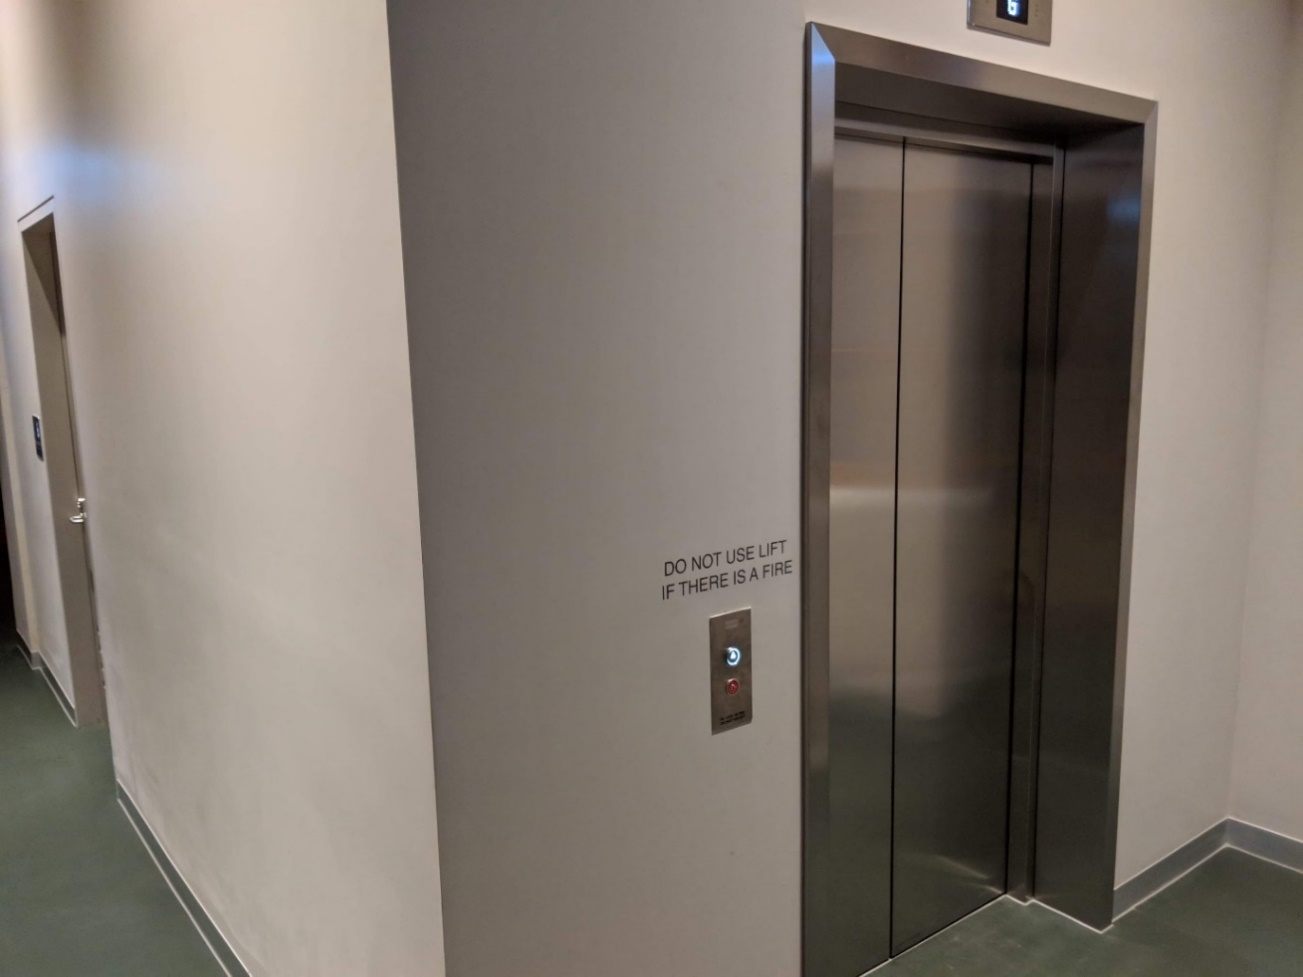 G
DO NOT USE LIFT
IF THERE IS A FIRE